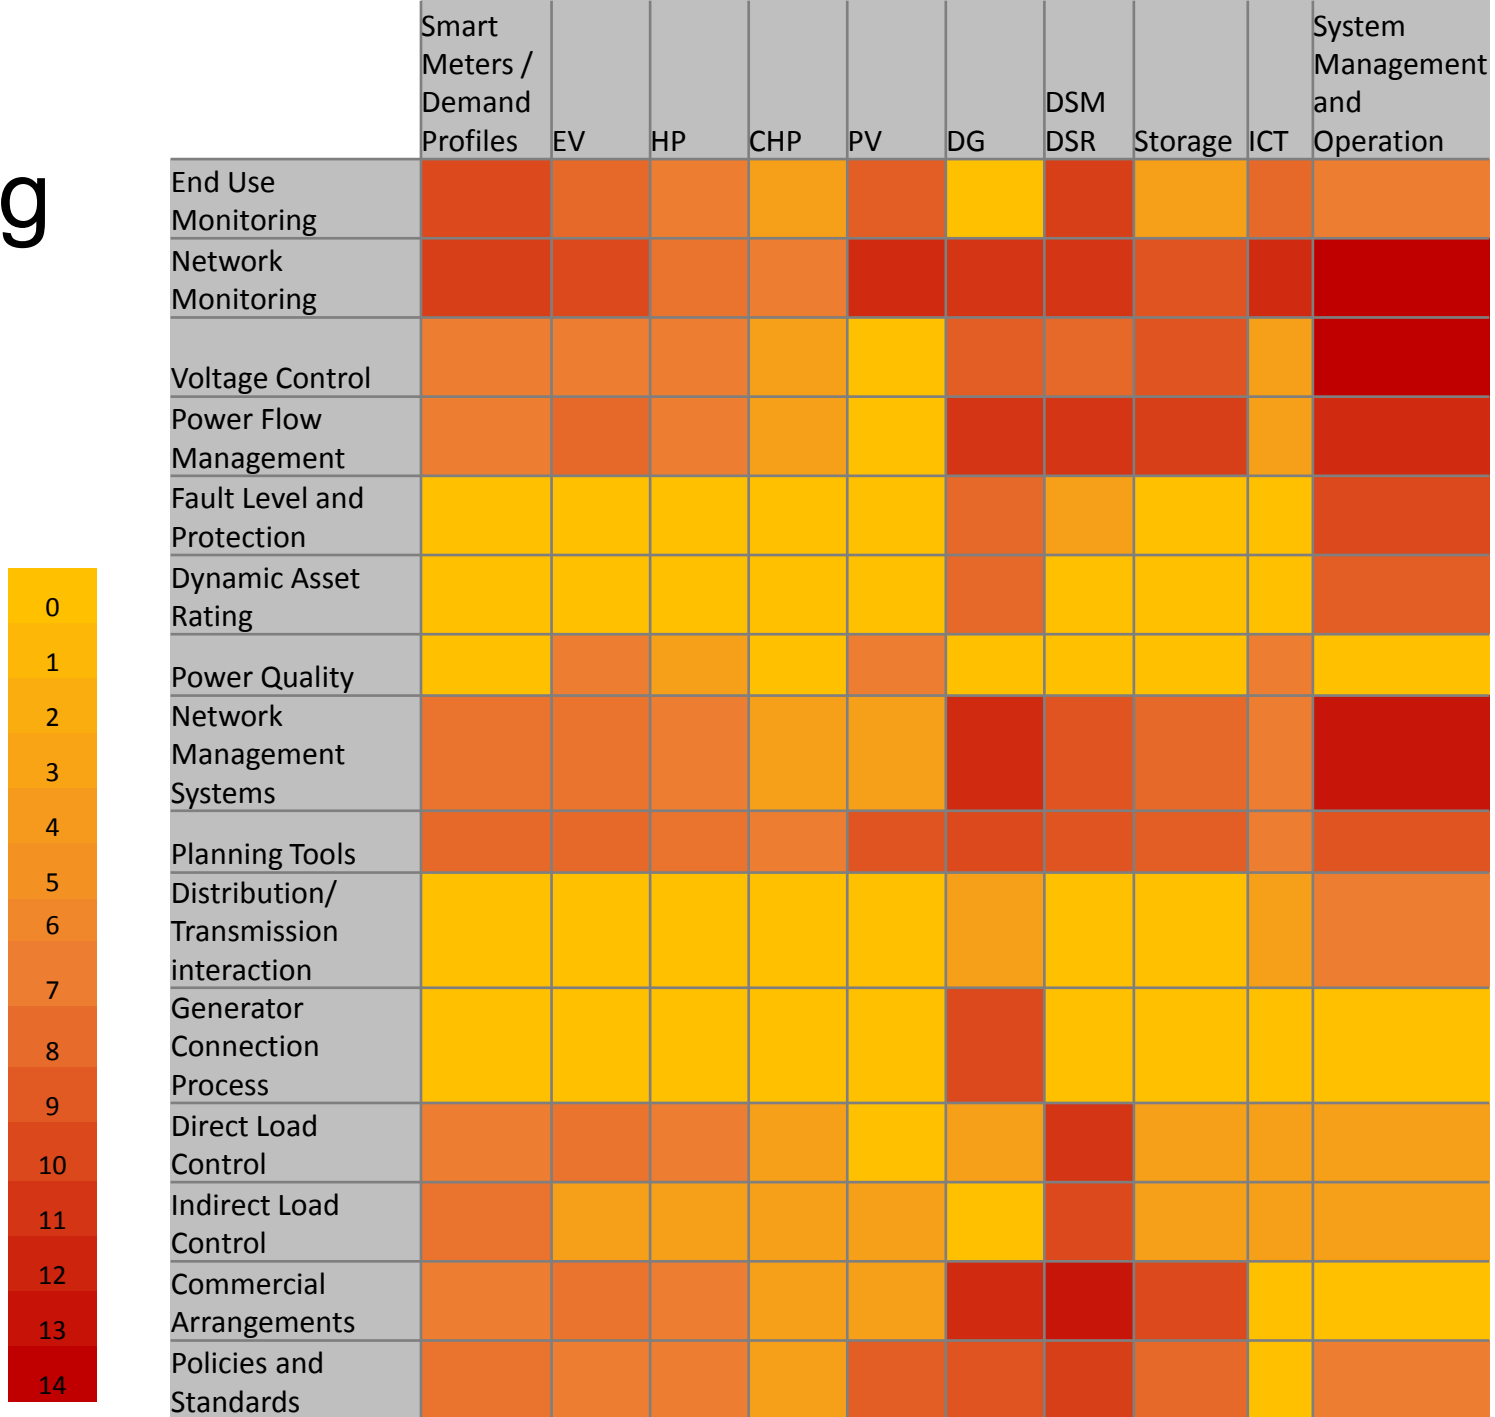 Smart
Meters /
Demand
Profiles
EV
HP
CHP
PV
DG
DSM
DSR
Storage
ICT
System
Management
and
Operation
g
End Use
Monitoring
Network
Monitoring
Voltage Control
Power Flow
Management
Fault Level and
Protection
Dynamic Asset
Rating
Power Quality
Network
Management
Systems
Planning Tools
Distribution/
Transmission
interaction
Generator
Connection
Process
Direct Load
Control
Indirect Load
Control
Commercial
Arrangements
Policies and
Standards
0
1
2
3
4
5
6
7
8
9
10
11
12
13
14